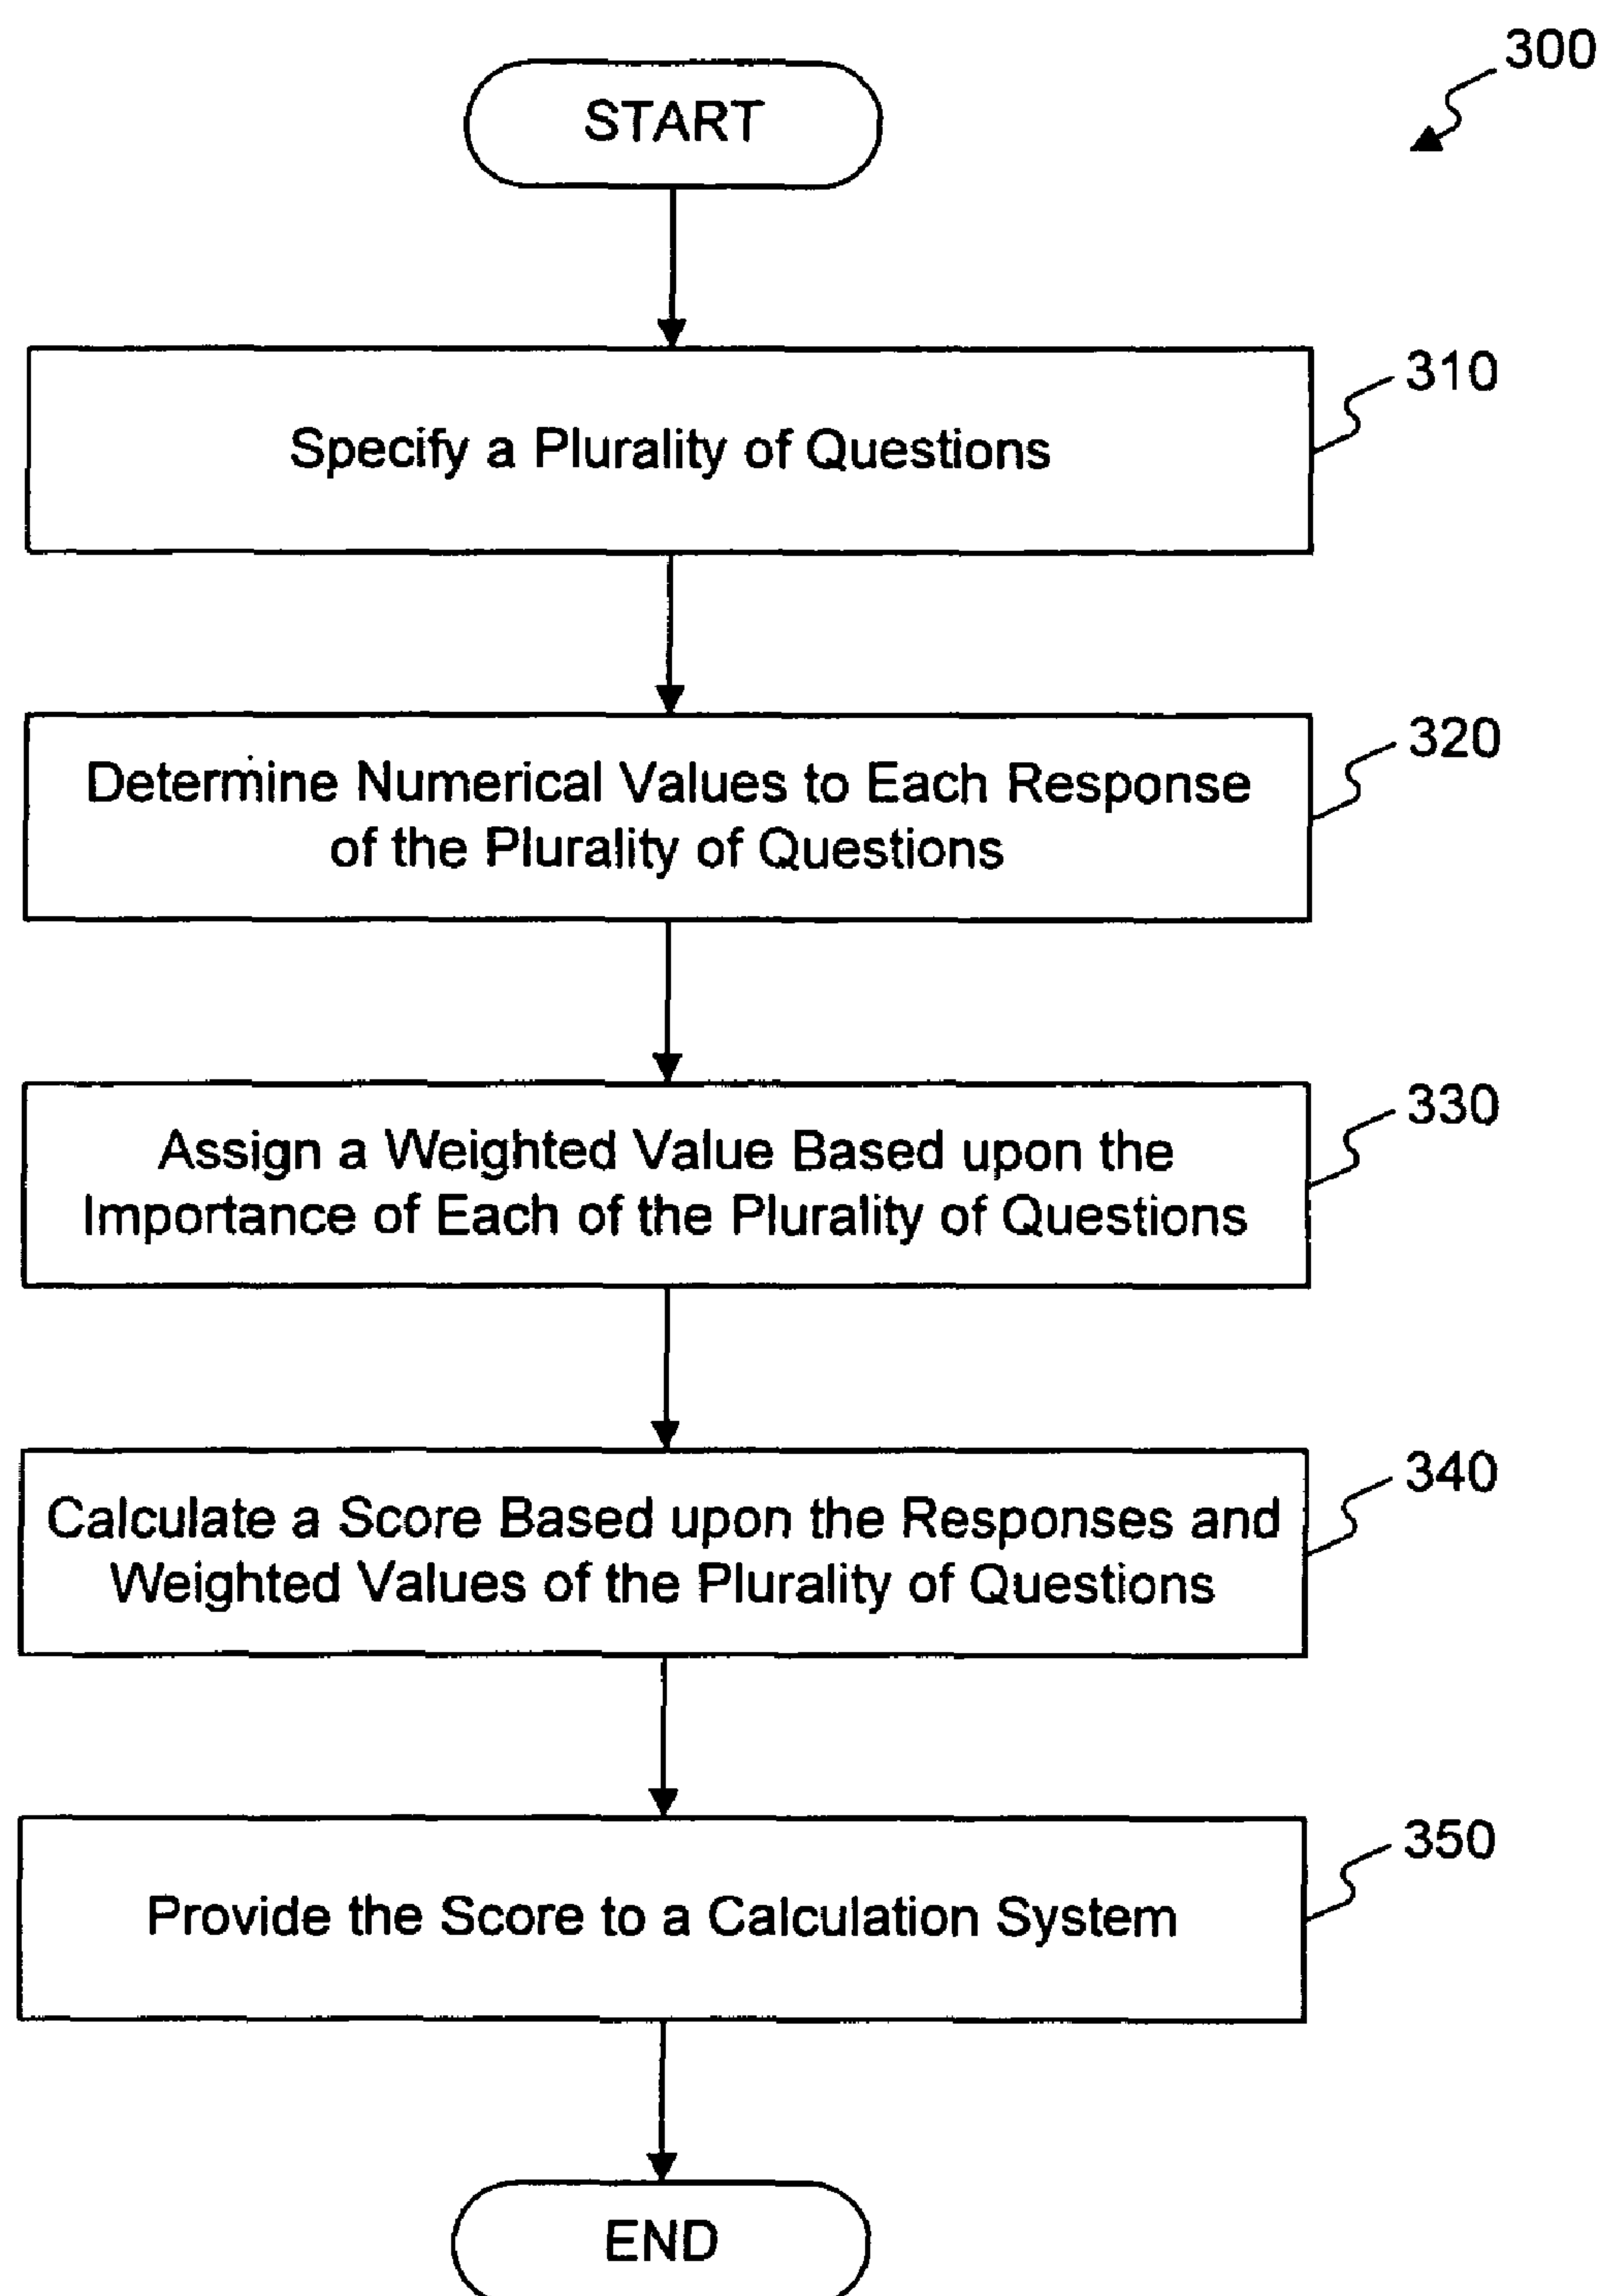 300
START
310
Specify a Plurality of Questions
320
Determine Numerical Values to Each Response
of the Plurality of Questions
330
Assign a Weighted Value Based upon the
Importance of Each of the Plurality of Questions
340
Calculate a Score Based upon the Responses and
Weighted Values of the Plurality of Questions
350
Provide the Score to a Calculation System
END